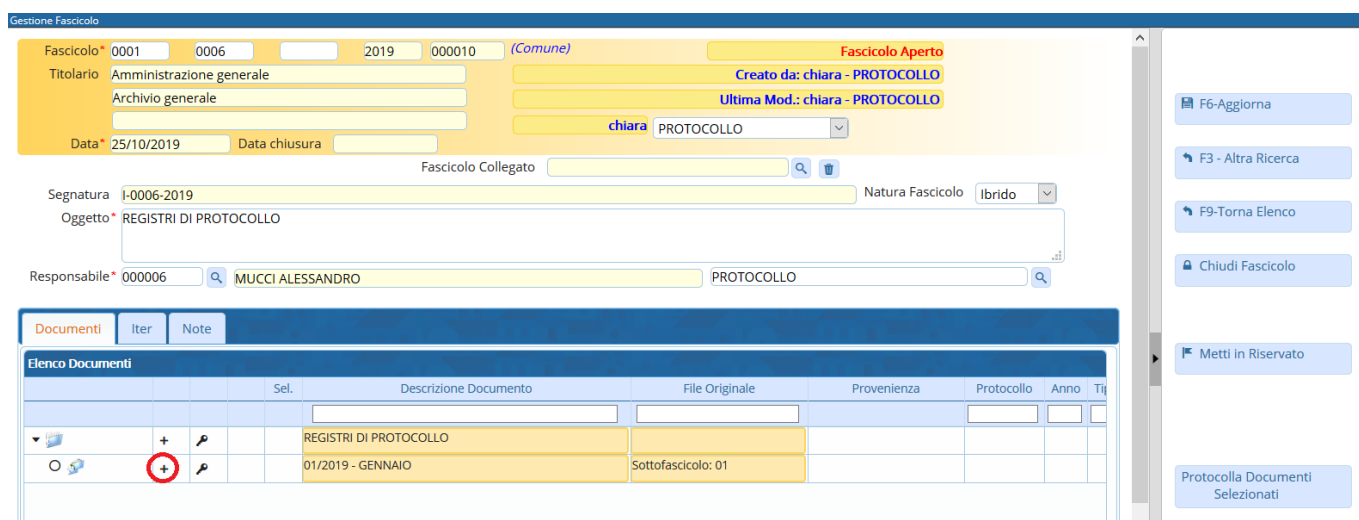 Gestione Fascicolo
Fascicolo* 0001 0006 2019 000010 (Comune) Fascicolo Aperto
Titolario Amministrazione generale Creato da: chiara - PROTOCOLLO
Archivio generale Ultima Mod.: chiara - PROTOCOLLO
F6-Aggiorna
chiara PROTOCOLLO
Data* 25/10/2019 Data chiusura
F3 - Altra Ricerca
Fascicolo Collegato
Segnatura I-0006-2019 Natura Fascicolo Ibrido
Oggetto* REGISTRI DI PROTOCOLLO
F9-Torna Elenco
Responsabile* 000006 MUCCI ALESSANDRO PROTOCOLLO
Chiudi Fascicolo
Documenti Iter Note
Metti in Riservato
Elenco Documenti
Sel. Descrizione Documento File Originale Provenienza Protocollo Anno Tip
REGISTRI DI PROTOCOLLO
01/2019 - GENNAIO Sottofascicolo: 01
Protocolla Documenti
Selezionati